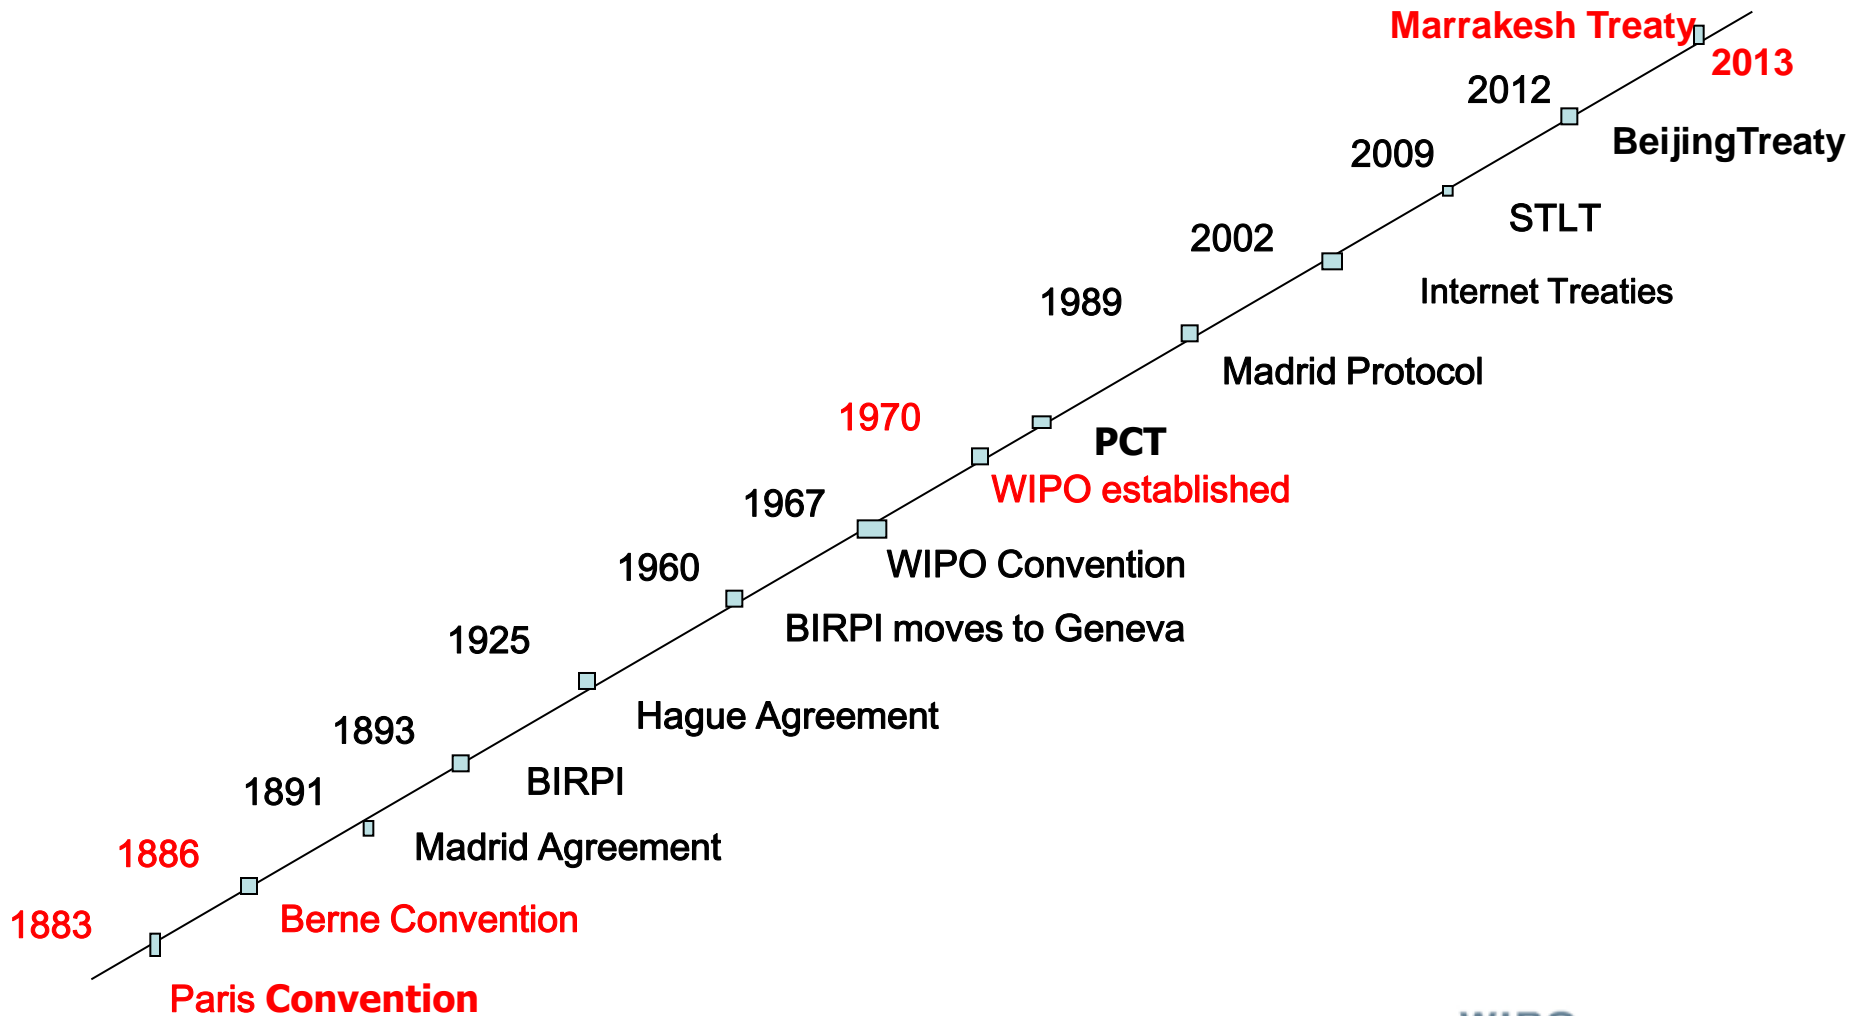 Marrakesh Treaty
2013
2012
BeijingTreaty
2009
STLT
2002
Internet Treaties
1989
Madrid Protocol
1970
PCT
WIPO established
1967
WIPO Convention
1960
BIRPI moves to Geneva
1925
Hague Agreement
1893
BIRPI
1891
Madrid Agreement
1886
Berne Convention
1883
Paris Convention